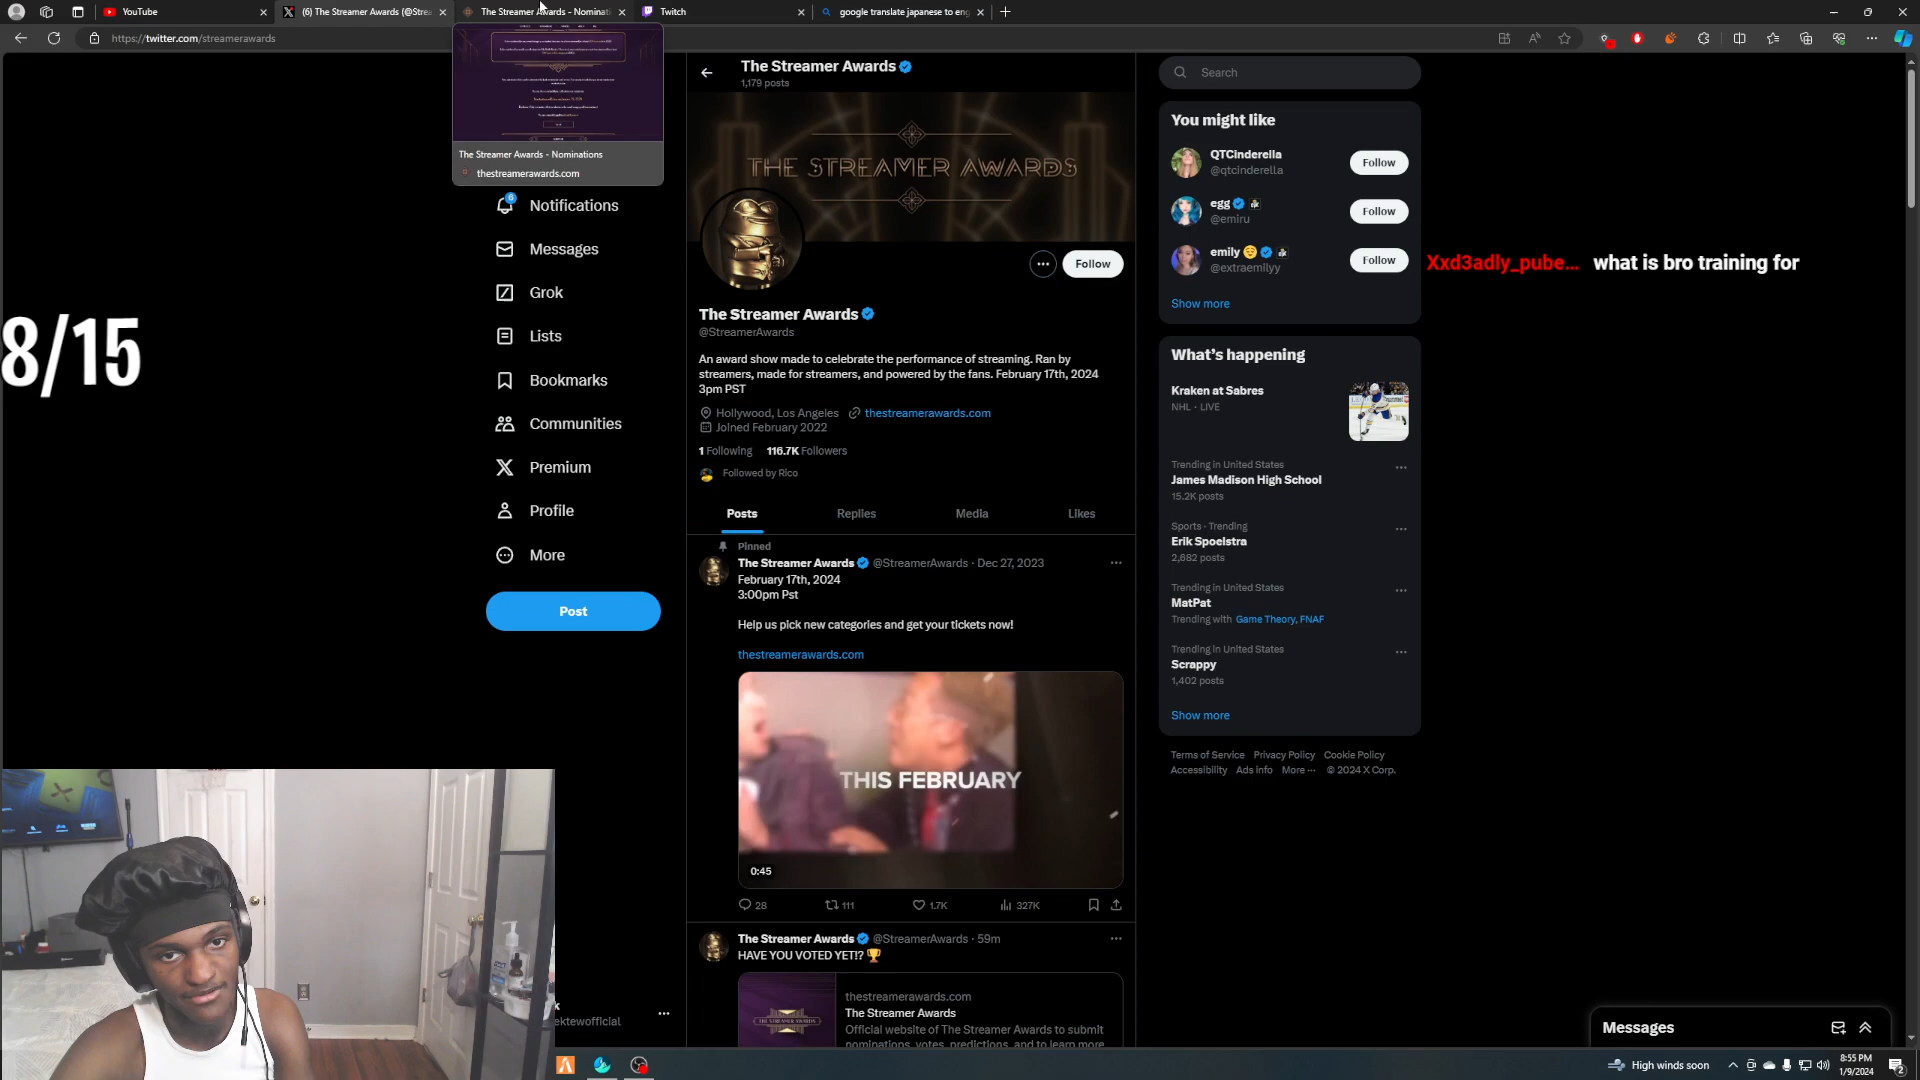 YouTube
(6) The Streamer Awards (@Strea
The Streamer Awards - Nominati
Twitch
google translate japanese to eng
https://twitter.com/streamerawards
The Streamer Awards - Nominations
thestreamerawards.com
Notifications
6
Messages
Grok
Lists
Bookmarks
Communities
Premium
Profile
More
Post
8/15
The Streamer Awards
1,179 posts
THE STREAMER AWARDS
Follow
The Streamer Awards
@StreamerAwards
An award show made to celebrate the performance of streaming. Ran by
streamers, made for streamers, and powered by the fans. February 17th, 2024
3pm PST
Hollywood, Los Angeles thestreamerawards.com
Joined February 2022
1 Following 116.7K Followers
Followed by Rico
Posts Replies Media Likes
Pinned
The Streamer Awards @StreamerAwards · Dec 27, 2023
February 17th, 2024
3:00pm Pst
Help us pick new categories and get your tickets now!
thestreamerawards.com
THIS FEBRUARY
0:45
28 111 1.7K 327K
The Streamer Awards @StreamerAwards · 59m
HAVE YOU VOTED YET!? 🏆
THE STREAMER AWARDS
thestreamerawards.com
The Streamer Awards
Official website of The Streamer Awards to submit
nominations, votes, predictions, and to learn more
ektewofficial
Search
You might like
QTCinderella
@qtcinderella
Follow
egg
@emiru
Follow
emily 😌
@extraemilyy
Follow
Show more
What's happening
Kraken at Sabres
NHL · LIVE
Trending in United States
James Madison High School
15.2K posts
Sports · Trending
Erik Spoelstra
2,682 posts
Trending in United States
MatPat
Trending with Game Theory, FNAF
Trending in United States
Scrappy
1,402 posts
Show more
Terms of Service Privacy Policy Cookie Policy
Accessibility Ads info More ··· © 2024 X Corp.
Xxd3adly_pube... what is bro training for
Messages
High winds soon
8:55 PM
1/9/2024
2